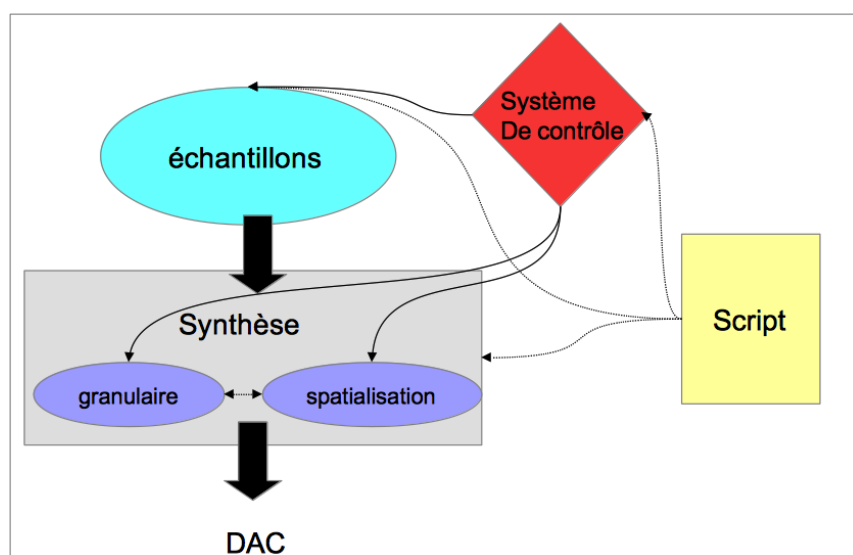 Système
De contrôle
échantillons
Synthèse
Script
granulaire
spatialisation
DAC